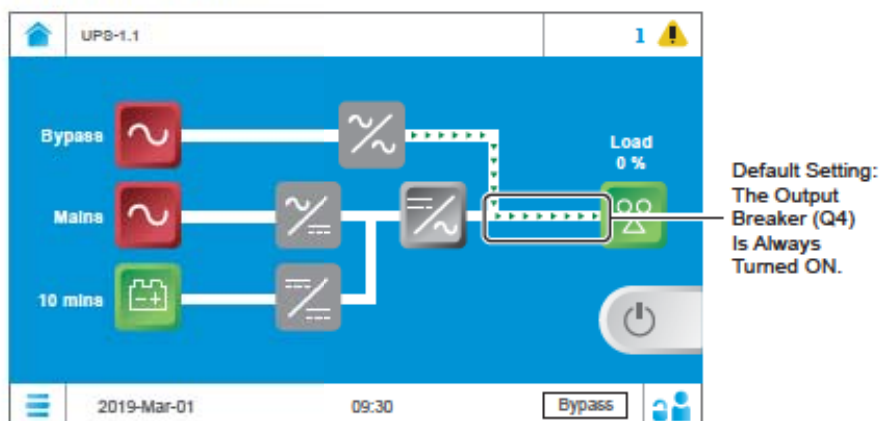 UPS-1.1
1
Bypass
Load
0 %
Mains
10 mins
Default Setting:
The Output
Breaker (Q4)
Is Always
Turned ON.
2019-Mar-01
09:30
Bypass